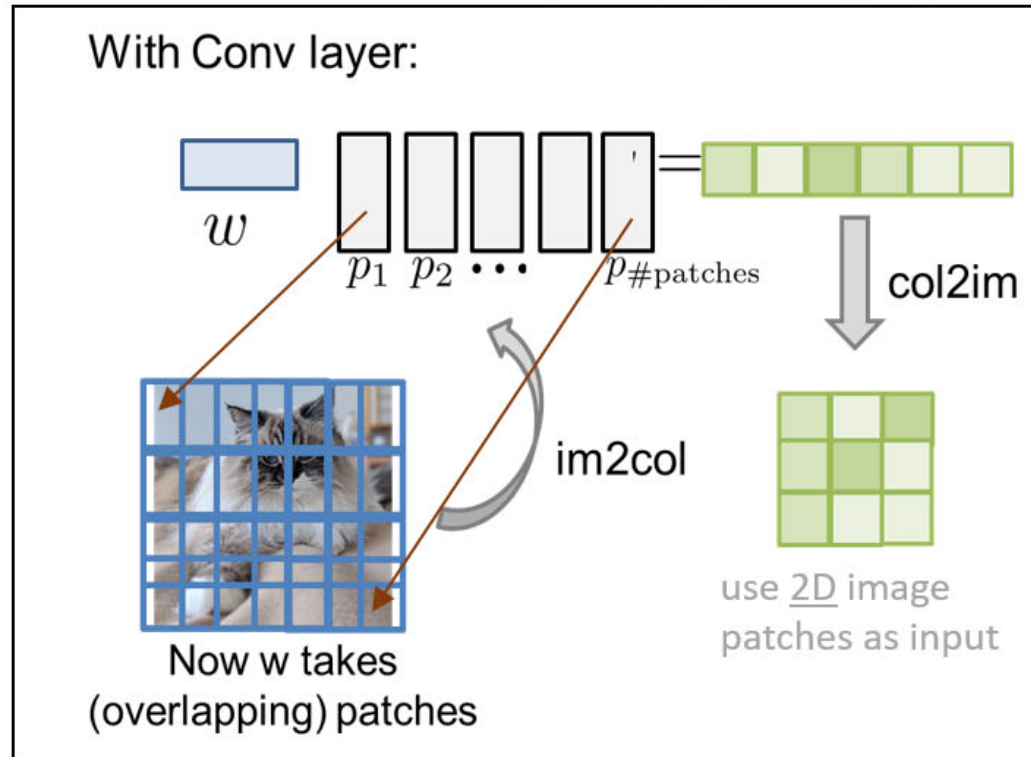 With Conv layer:
w
p₁ p₂ ••• p#patches
=
col2im
im2col
use 2D image
patches as input
Now w takes
(overlapping) patches